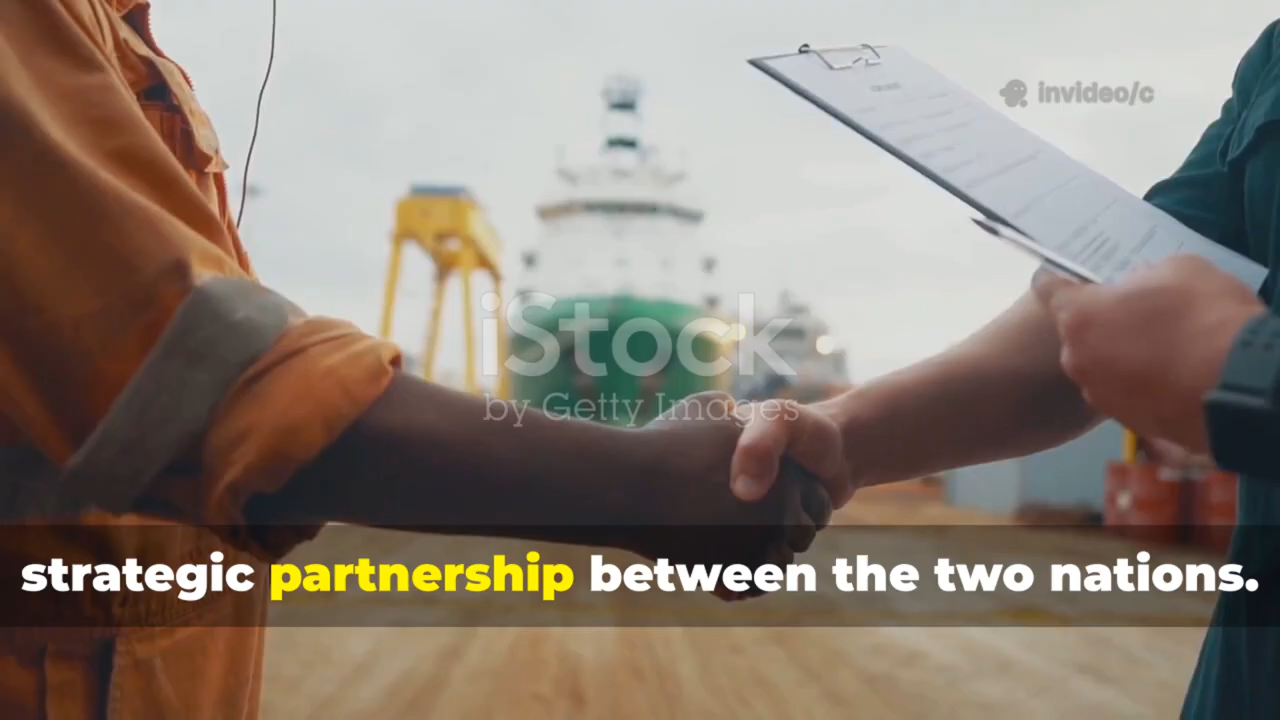 invideo/c
iStock
by Getty Images
strategic partnership between the two nations.